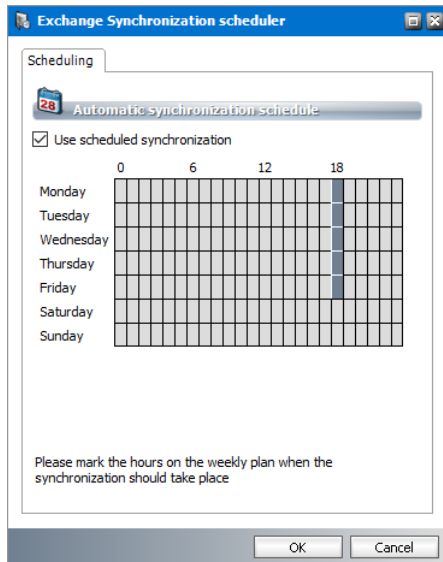 Exchange Synchronization scheduler
Scheduling
28
Automatic synchronization schedule
Use scheduled synchronization
0 6 12 18
Monday
Tuesday
Wednesday
Thursday
Friday
Saturday
Sunday
Please mark the hours on the weekly plan when the
synchronization should take place
OK Cancel